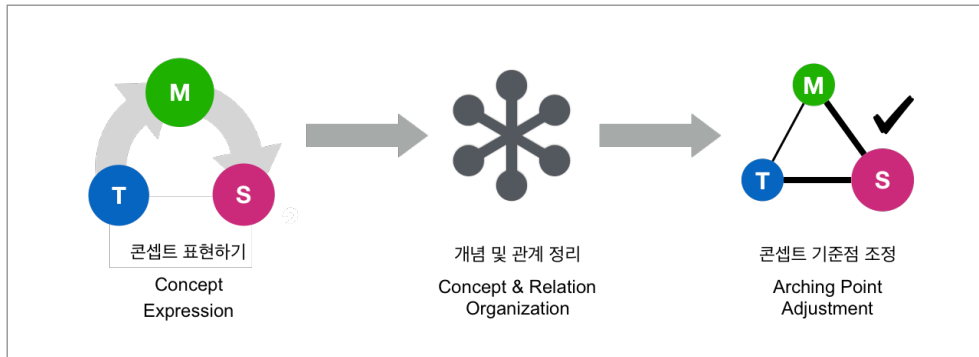 M
T
S
콘셉트 표현하기
Concept
Expression
개념 및 관계 정리
Concept & Relation
Organization
M
T
S
콘셉트 기준점 조정
Arching Point
Adjustment